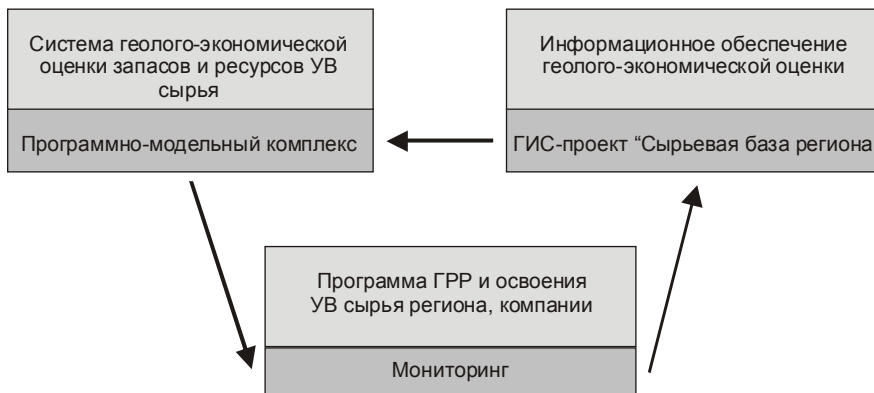 Система геолого-экономической
оценки запасов и ресурсов УВ
сырья
Программно-модельный комплекс
Информационное обеспечение
геолого-экономической оценки
ГИС-проект “Сырьевая база региона
Программа ГРР и освоения
УВ сырья региона, компании
Мониторинг